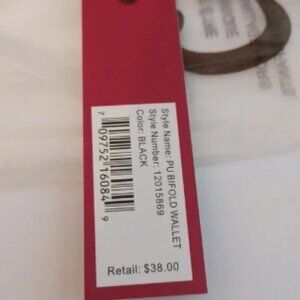 Style Name: PU BIFOLD WALLET
Style Number: 12015869
Color: BLACK
7 09752 16084 9
Retail: $38.00